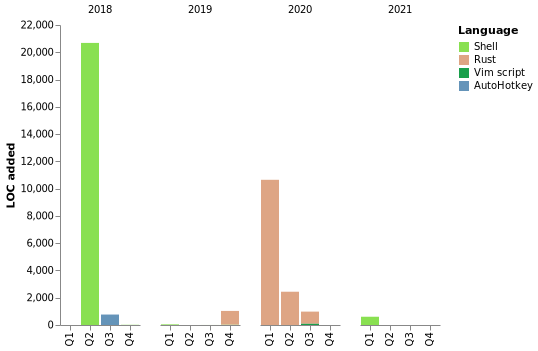 2018 2019 2020 2021
LOC added
22,000
20,000
18,000
16,000
14,000
12,000
10,000
8,000
6,000
4,000
2,000
0
Q1 Q2 Q3 Q4 Q1 Q2 Q3 Q4 Q1 Q2 Q3 Q4 Q1 Q2 Q3 Q4
Language
Shell
Rust
Vim script
AutoHotkey